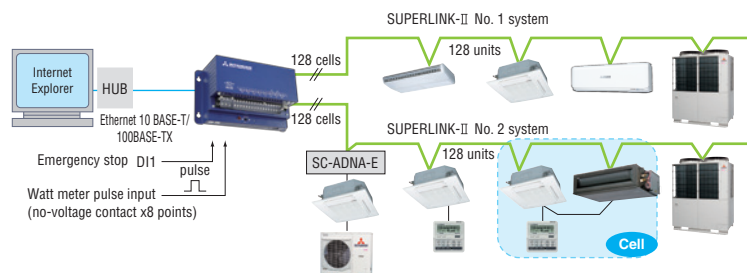 SUPERLINK-II No. 1 system
128 cells
128 units
Internet
Explorer
HUB
Ethernet 10 BASE-T/
100BASE-TX
128 cells
SUPERLINK-II No. 2 system
Emergency stop DI1
pulse
SC-ADNA-E
128 units
Watt meter pulse input
(no-voltage contact x8 points)
Cell